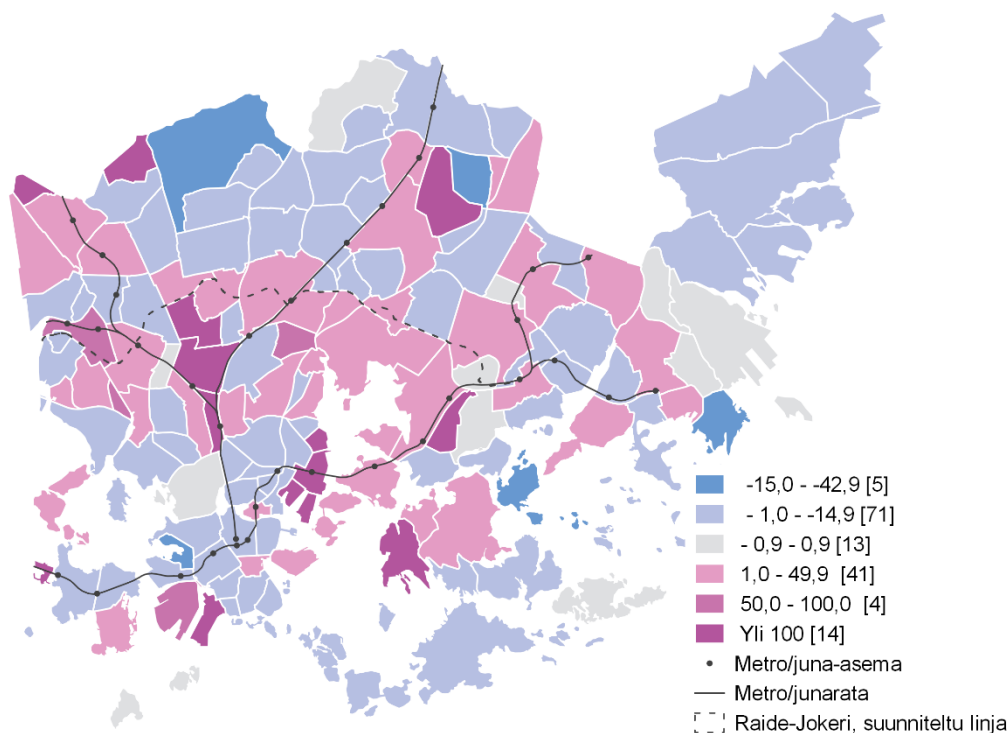 -15,0 - -42,9 [5]
- 1,0 - -14,9 [71]
- 0,9 - 0,9 [13]
1,0 - 49,9 [41]
50,0 - 100,0 [4]
Yli 100 [14]
Metro/juna-asema
Metro/junarata
Raide-Jokeri, suunniteltu linja